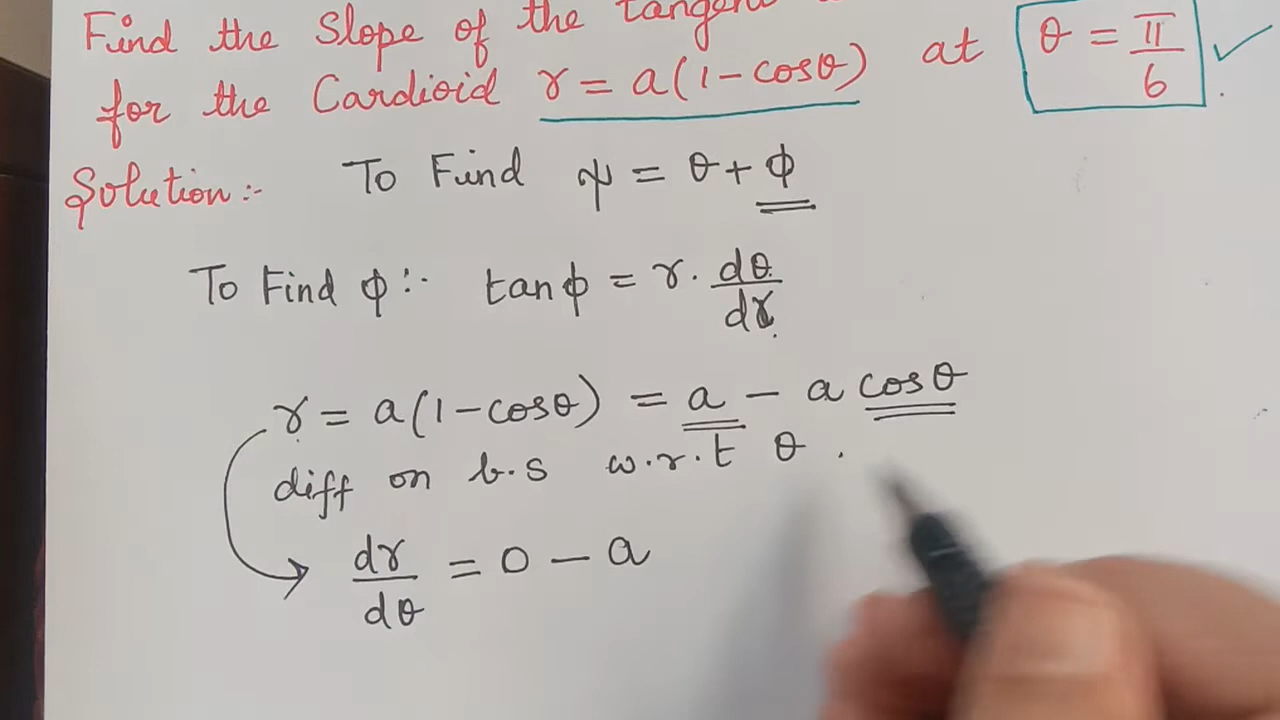 Find the Slope of the tangent
for the Cardioid r = a(1-cosθ) at θ = π/6 ✓
Solution:- To Find ψ = θ + φ
To Find φ:- tanφ = r. dθ/dr
r = a(1-cosθ) = a - a cosθ
diff on b.s w.r.t θ.
dr/dθ = 0 - a